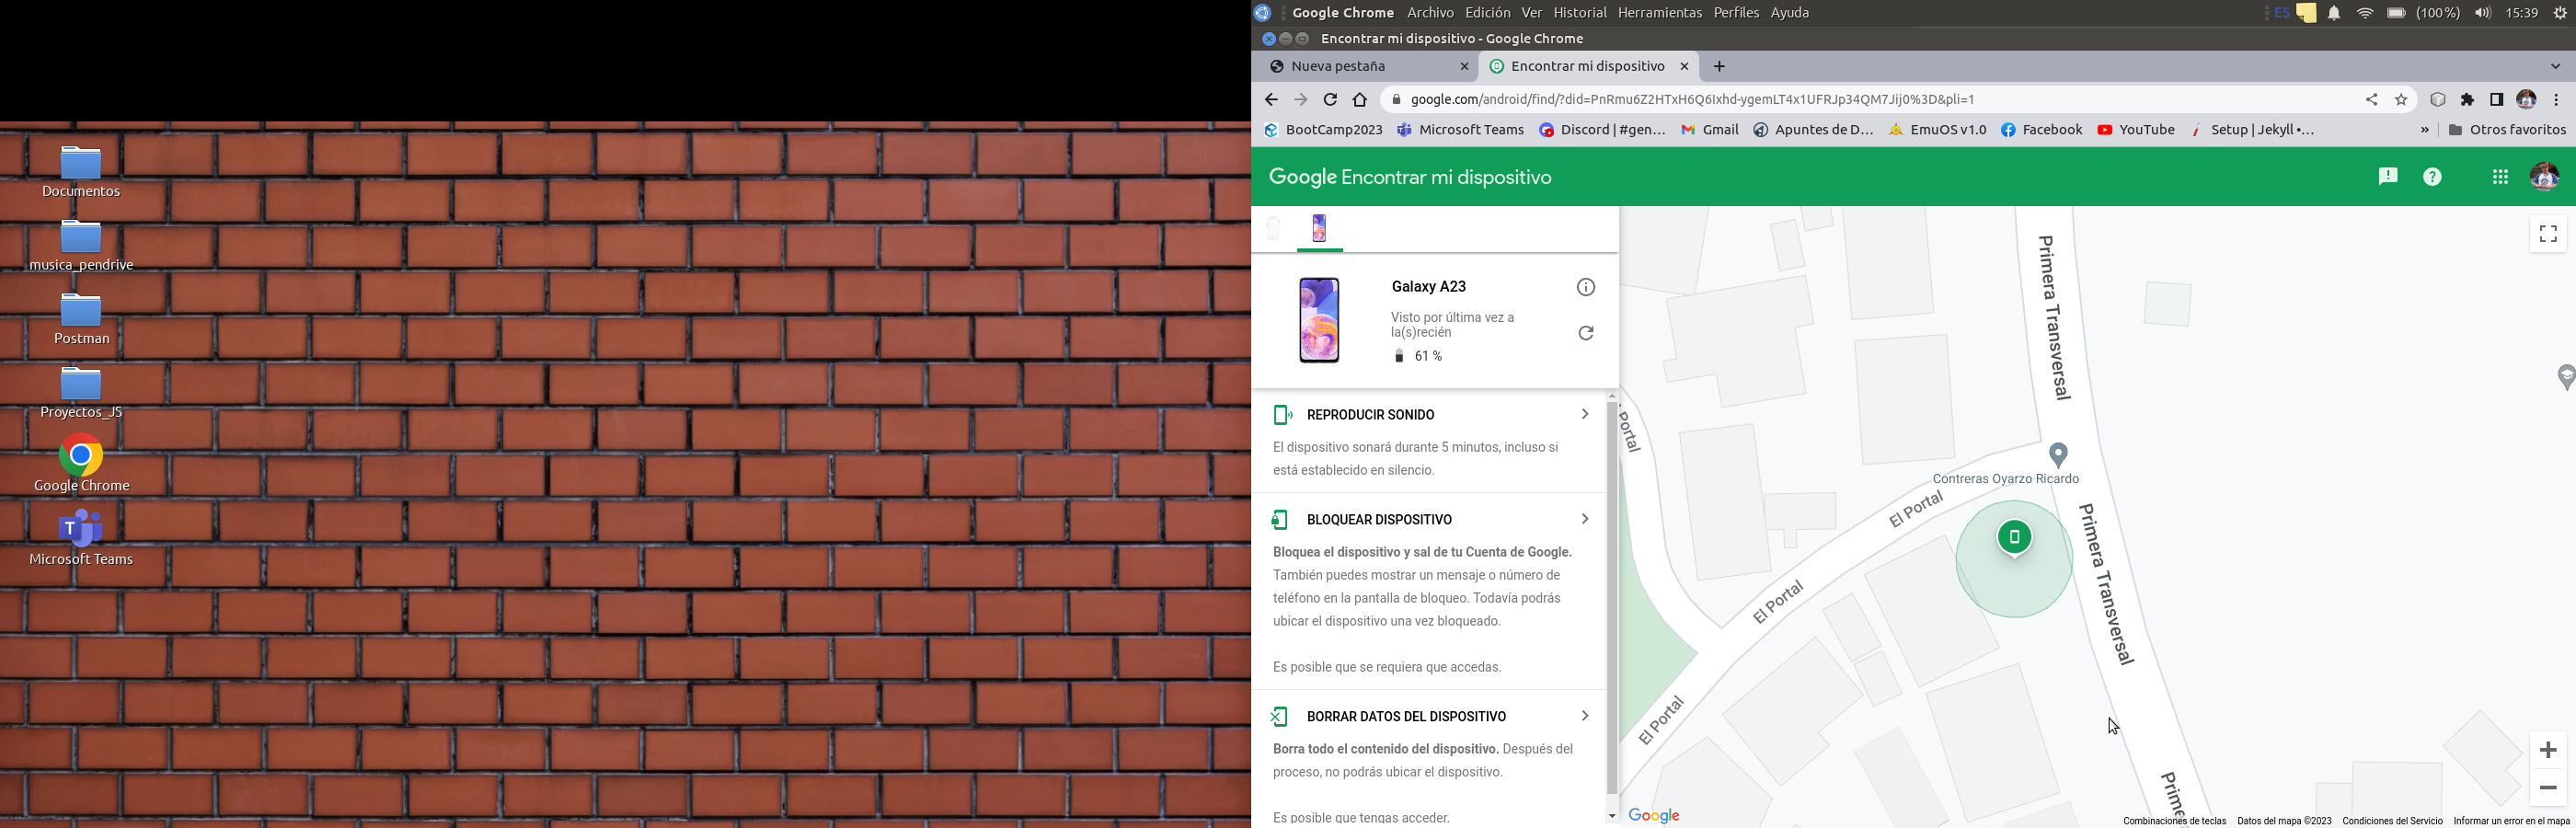 Documentos
musica_pendrive
Postman
Proyectos_JS
Google Chrome
Microsoft Teams
Google Chrome Archivo Edición Ver Historial Herramientas Perfiles Ayuda
ES (100%) 15:39
Encontrar mi dispositivo - Google Chrome
Nueva pestaña
Encontrar mi dispositivo
google.com/android/find/?did=PnRmu6Z2HTxH6Q6Ixhd-ygemLT4x1UFRJp34QM7Jij0%3D&pli=1
BootCamp2023 Microsoft Teams Discord | #gen… Gmail Apuntes de D… EmuOS v1.0 Facebook YouTube Setup | Jekyll •… » Otros favoritos
Google Encontrar mi dispositivo
Galaxy A23
Visto por última vez a
la(s)recién
61 %
REPRODUCIR SONIDO
El dispositivo sonará durante 5 minutos, incluso si
está establecido en silencio.
BLOQUEAR DISPOSITIVO
Bloquea el dispositivo y sal de tu Cuenta de Google.
También puedes mostrar un mensaje o número de
teléfono en la pantalla de bloqueo. Todavía podrás
ubicar el dispositivo una vez bloqueado.
Es posible que se requiera que accedas.
BORRAR DATOS DEL DISPOSITIVO
Borra todo el contenido del dispositivo. Después del
proceso, no podrás ubicar el dispositivo.
Es posible que tengas acceder.
Primera Transversal
Portal
Contreras Oyarzo Ricardo
El Portal
Primera Transversal
El Portal
El Portal
Prime
Google
Combinaciones de teclas Datos del mapa ©2023 Condiciones del Servicio Informar un error en el mapa